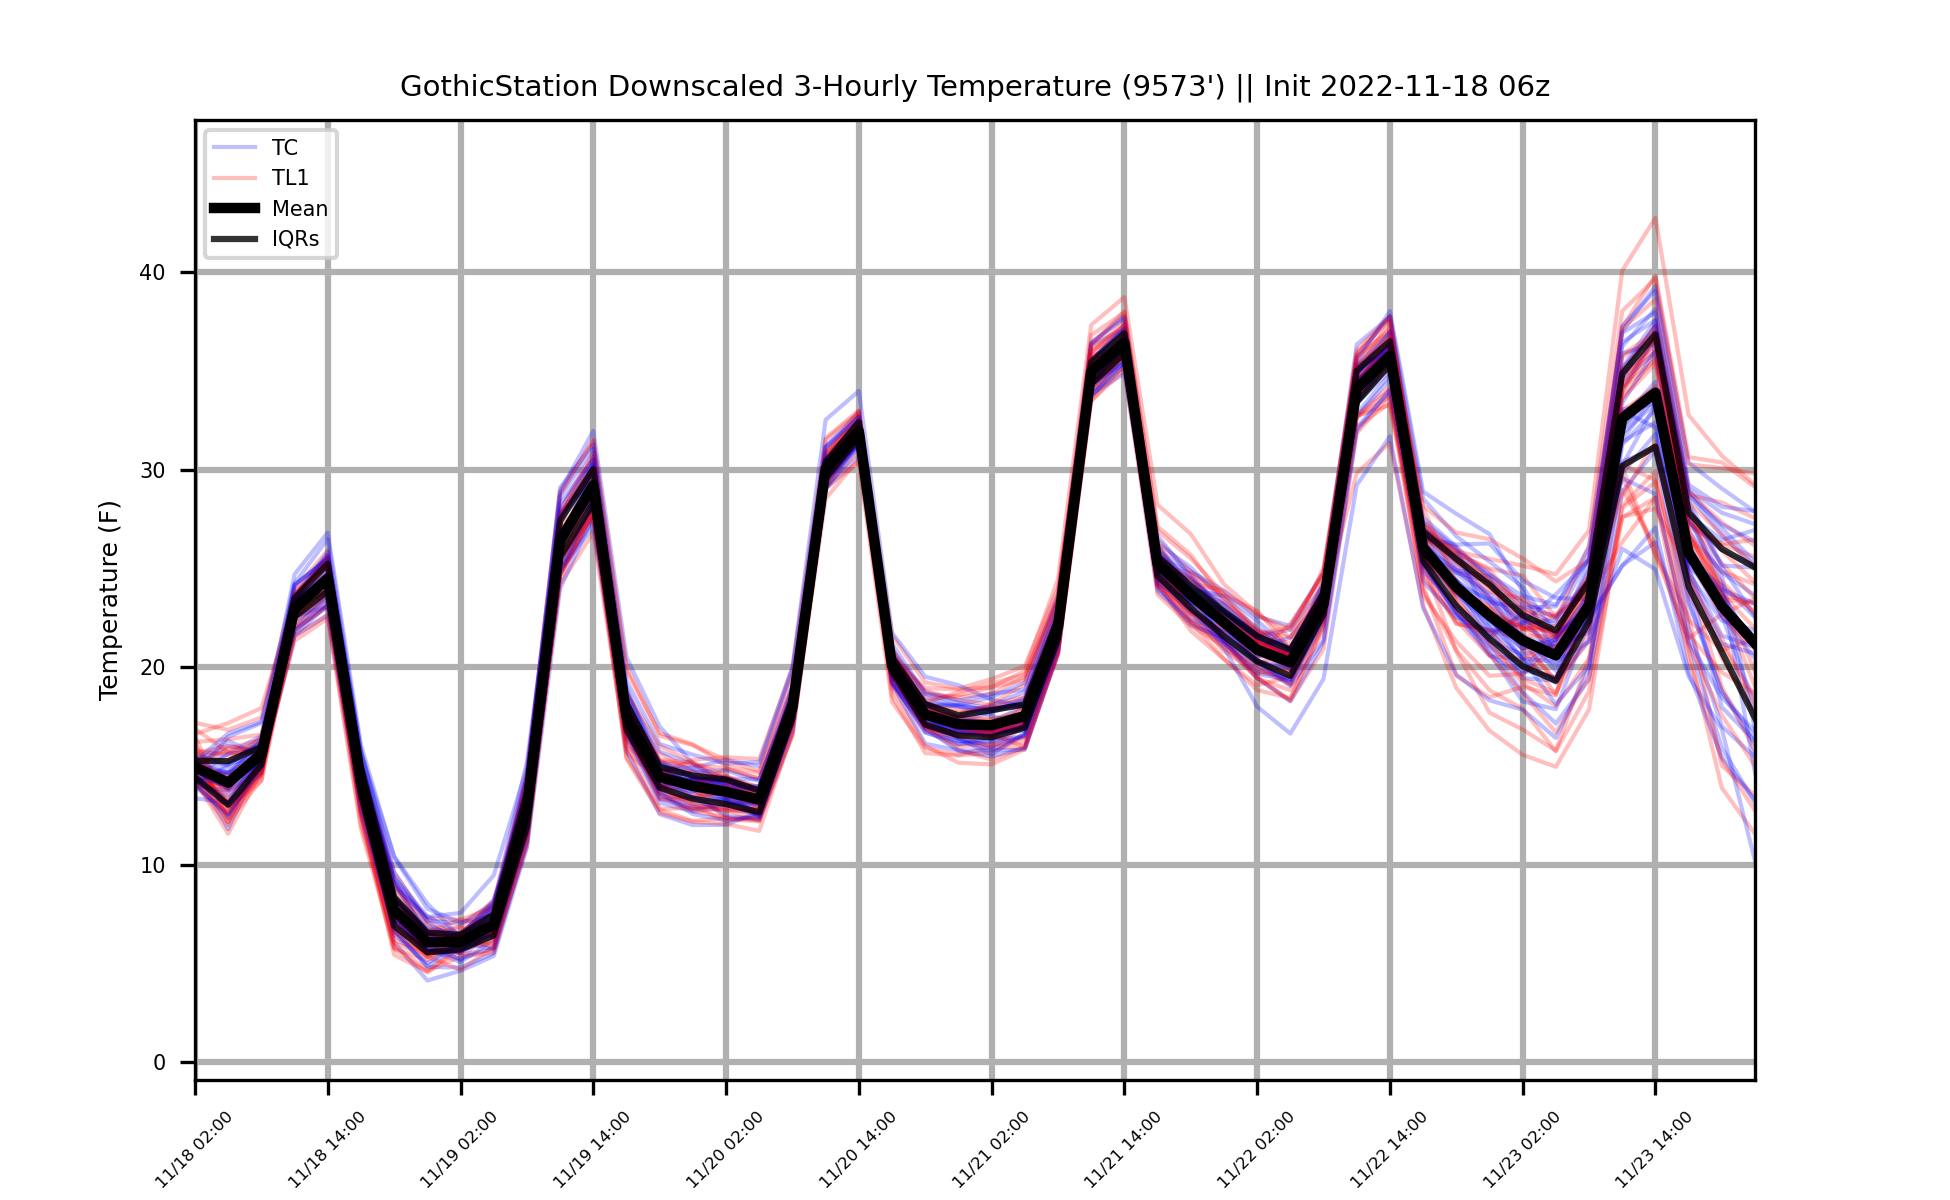 GothicStation Downscaled 3-Hourly Temperature (9573') || Init 2022-11-18 06z
TC
TL1
Mean
IQRs
Temperature (F)
40
30
20
10
0
11/18 02:00
11/18 14:00
11/19 02:00
11/19 14:00
11/20 02:00
11/20 14:00
11/21 02:00
11/21 14:00
11/22 02:00
11/22 14:00
11/23 02:00
11/23 14:00